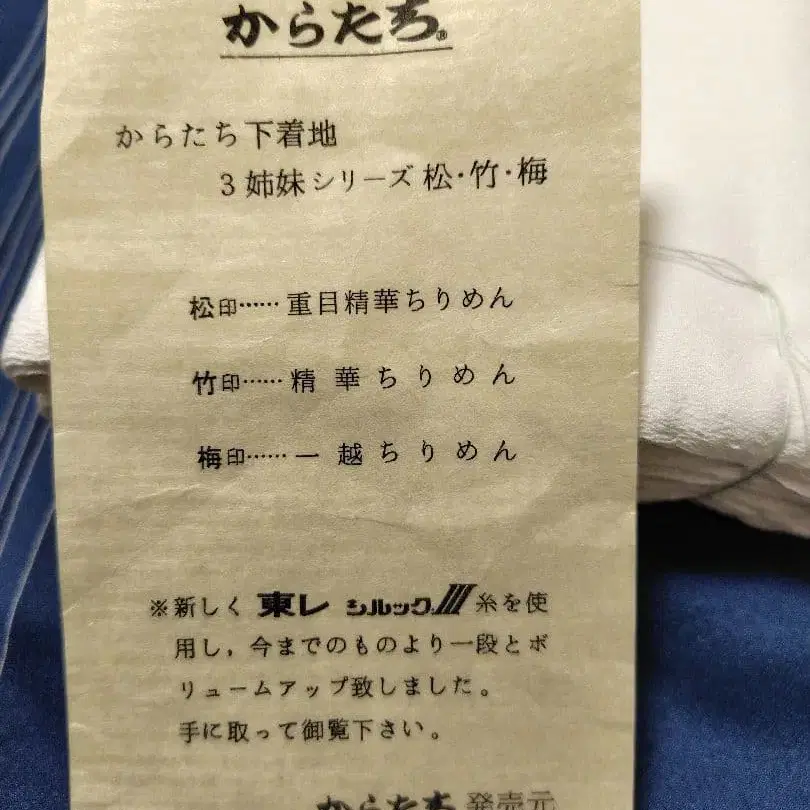 からたち®
からたち下着地
3姉妹シリーズ 松・竹・梅
松印……重目精華ちりめん
竹印……精華ちりめん
梅印……一越ちりめん
※新しく 東レ シルック/// 糸を使
用し，今までのものより一段とボ
リュームアップ致しました。
手に取って御覧下さい。
からたち 発売元